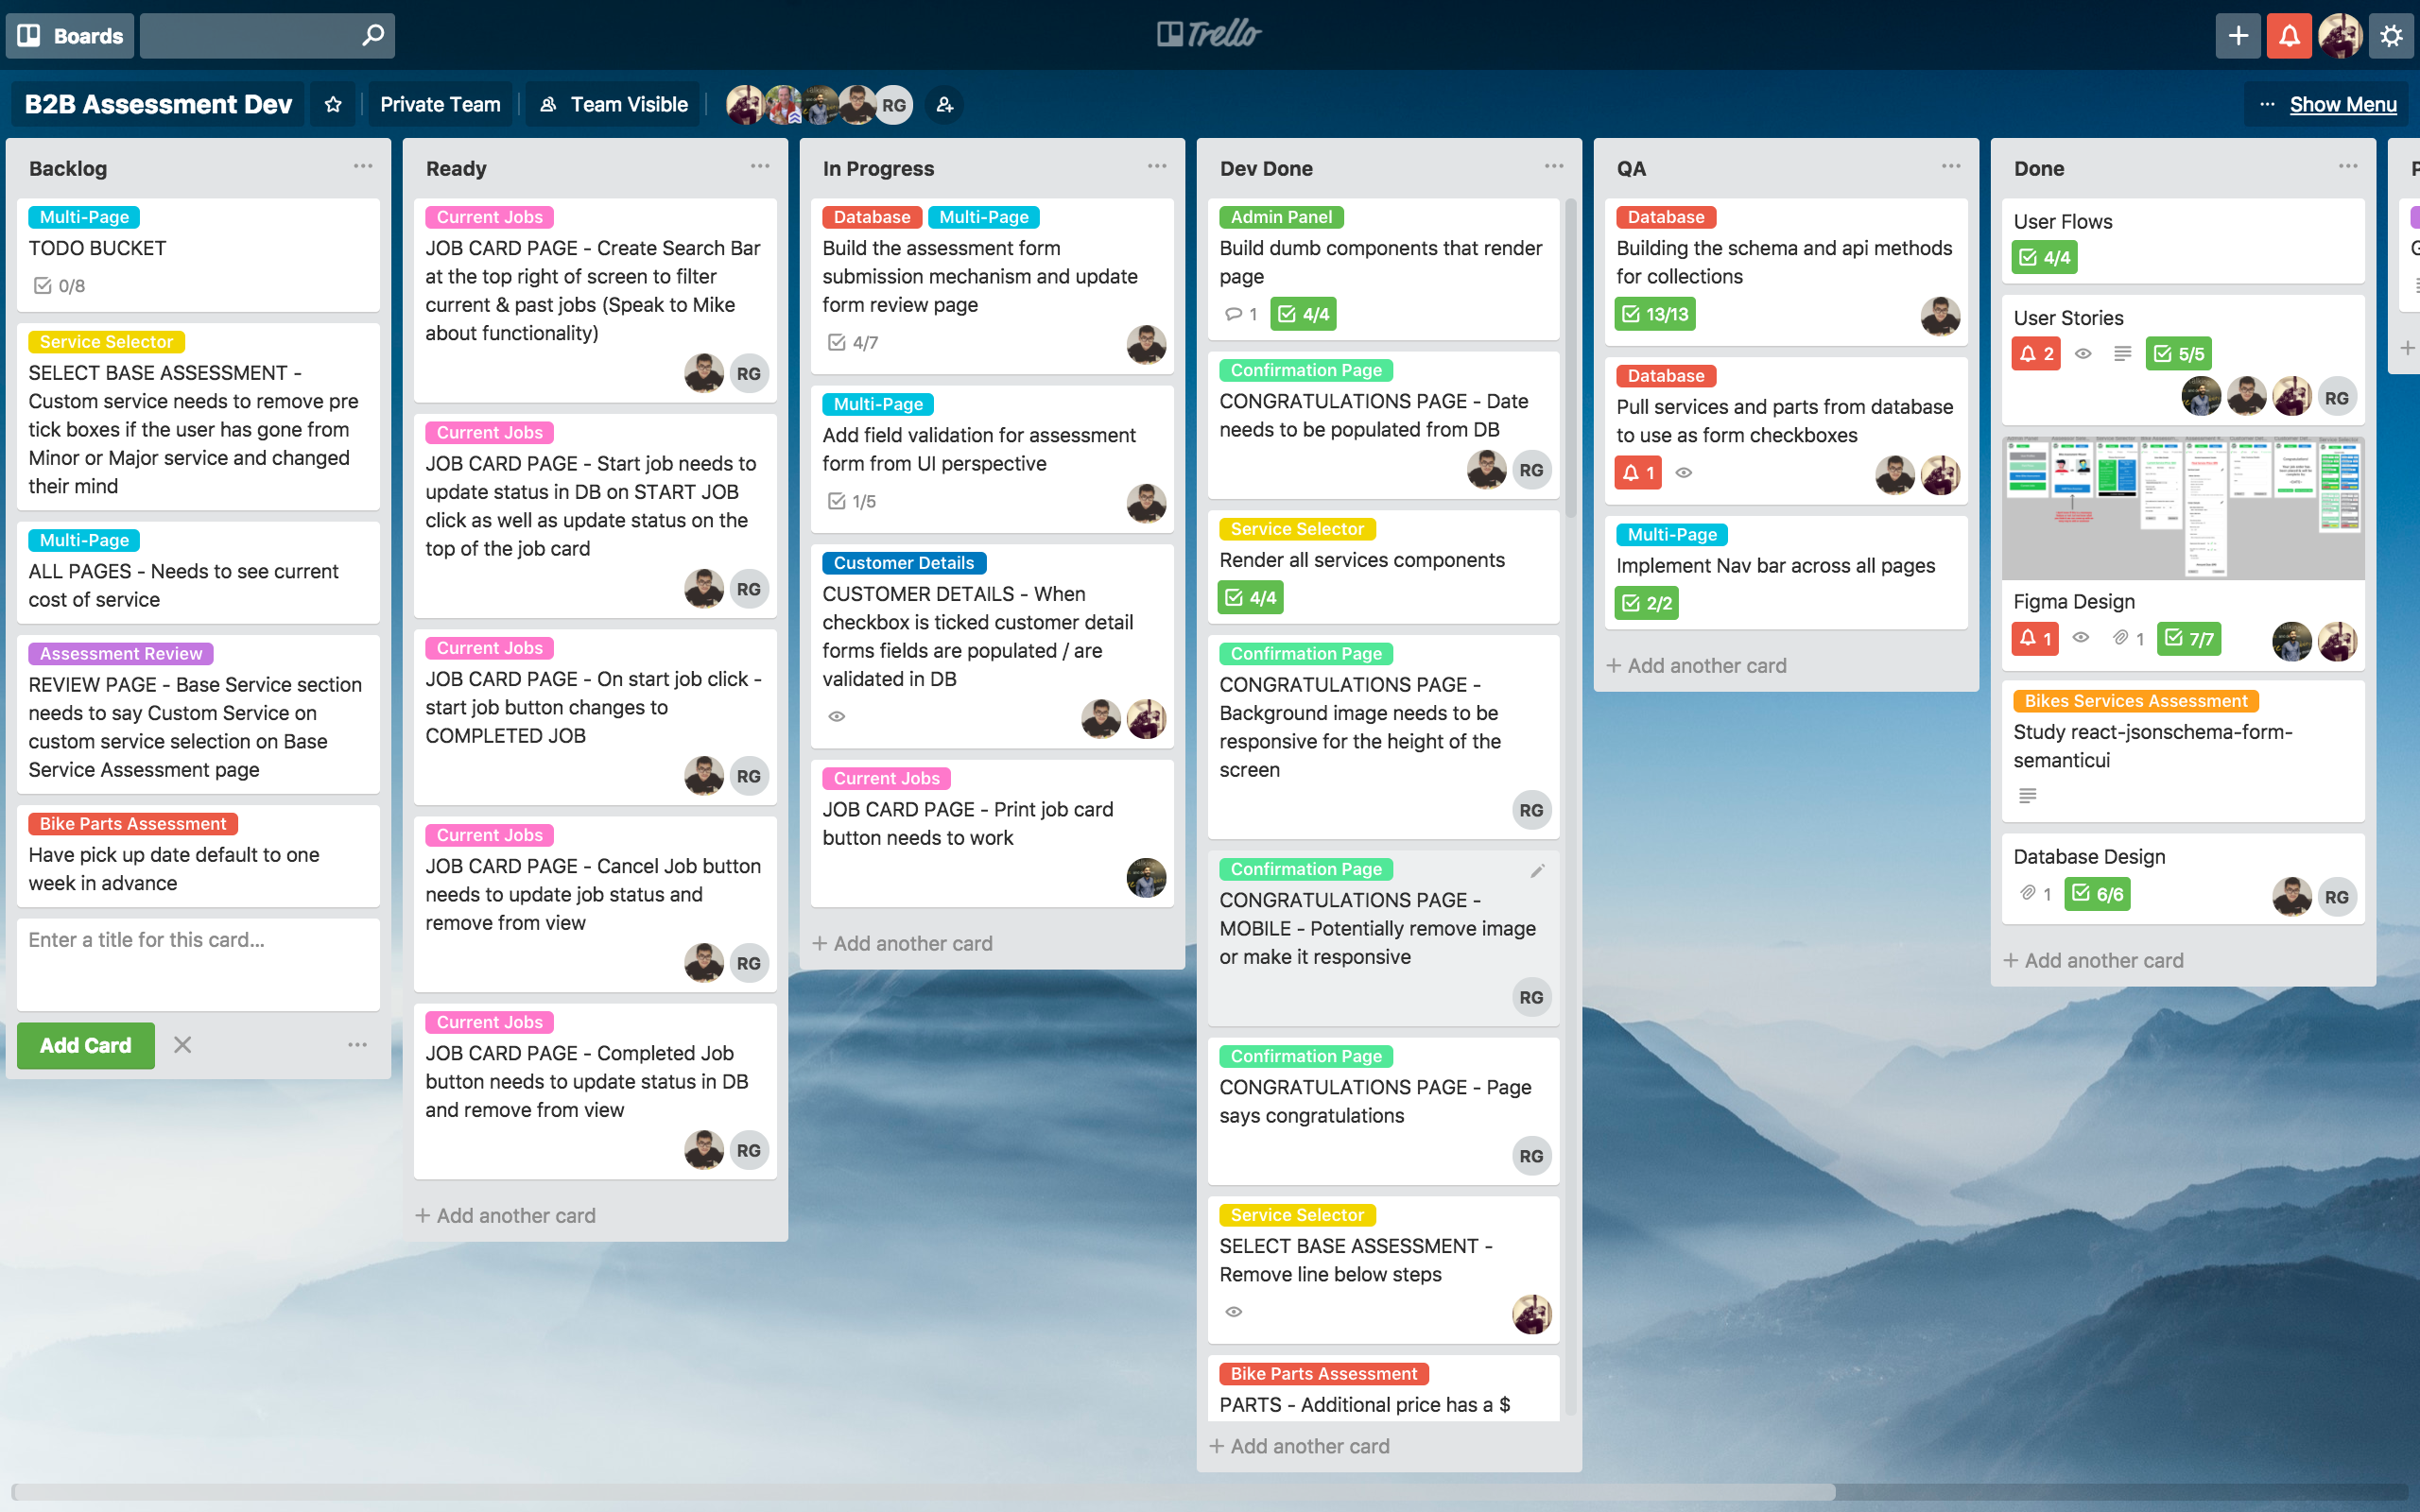 Boards
Trello
B2B Assessment Dev
Private Team
Team Visible
RG
Show Menu
Backlog
Multi-Page
TODO BUCKET
0/8
Service Selector
SELECT BASE ASSESSMENT -
Custom service needs to remove pre
tick boxes if the user has gone from
Minor or Major service and changed
their mind
Multi-Page
ALL PAGES - Needs to see current
cost of service
Assessment Review
REVIEW PAGE - Base Service section
needs to say Custom Service on
custom service selection on Base
Service Assessment page
Bike Parts Assessment
Have pick up date default to one
week in advance
Enter a title for this card...
Add Card
Ready
Current Jobs
JOB CARD PAGE - Create Search Bar
at the top right of screen to filter
current & past jobs (Speak to Mike
about functionality)
RG
Current Jobs
JOB CARD PAGE - Start job needs to
update status in DB on START JOB
click as well as update status on the
top of the job card
RG
Current Jobs
JOB CARD PAGE - On start job click -
start job button changes to
COMPLETED JOB
RG
Current Jobs
JOB CARD PAGE - Cancel Job button
needs to update job status and
remove from view
RG
Current Jobs
JOB CARD PAGE - Completed Job
button needs to update status in DB
and remove from view
RG
+ Add another card
In Progress
Database Multi-Page
Build the assessment form
submission mechanism and update
form review page
4/7
Multi-Page
Add field validation for assessment
form from UI perspective
1/5
Customer Details
CUSTOMER DETAILS - When
checkbox is ticked customer detail
forms fields are populated / are
validated in DB
Current Jobs
JOB CARD PAGE - Print job card
button needs to work
+ Add another card
Dev Done
Admin Panel
Build dumb components that render
page
1 4/4
Confirmation Page
CONGRATULATIONS PAGE - Date
needs to be populated from DB
RG
Service Selector
Render all services components
4/4
Confirmation Page
CONGRATULATIONS PAGE -
Background image needs to be
responsive for the height of the
screen
RG
Confirmation Page
CONGRATULATIONS PAGE -
MOBILE - Potentially remove image
or make it responsive
RG
Confirmation Page
CONGRATULATIONS PAGE - Page
says congratulations
RG
Service Selector
SELECT BASE ASSESSMENT -
Remove line below steps
Bike Parts Assessment
PARTS - Additional price has a $
+ Add another card
QA
Database
Building the schema and api methods
for collections
13/13
Database
Pull services and parts from database
to use as form checkboxes
1
Multi-Page
Implement Nav bar across all pages
2/2
+ Add another card
Done
User Flows
4/4
User Stories
2 5/5
RG
Figma Design
1 1 7/7
Bikes Services Assessment
Study react-jsonschema-form-
semanticui
Database Design
1 6/6
RG
+ Add another card